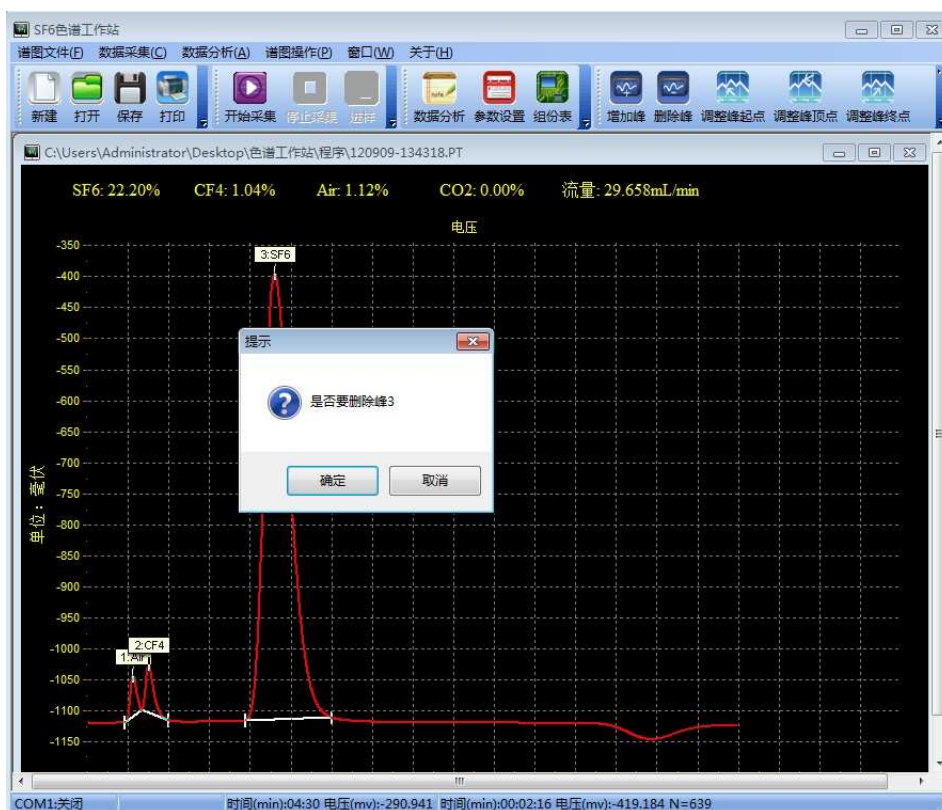 SF6色谱工作站
谱图文件(F) 数据采集(C) 数据分析(A) 谱图操作(P) 窗口(W) 关于(H)
新建 打开 保存 打印 开始采集 停止采集 进样 数据分析 参数设置 组份表 增加峰 删除峰 调整峰起点 调整峰顶点 调整峰终点
C:\Users\Administrator\Desktop\色谱工作站\程序\120909-134318.PT
SF6: 22.20% CF4: 1.04% Air: 1.12% CO2: 0.00% 流量: 29.658mL/min
电压
-350
3:SF6
-400
-450
-500
提示
-550
-600
是否要删除峰3
-650
-700
确定 取消
单位：毫伏
-750
-800
-850
-900
-950
-1000
2:CF4
1:Air
-1050
-1100
-1150
COM1:关闭 时间(min):04:30 电压(mv):-290.941 时间(min):00:02:16 电压(mv):-419.184 N=639